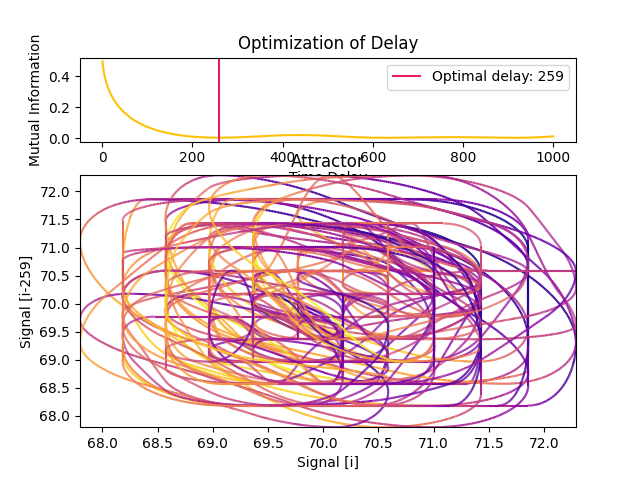 Optimization of Delay
Mutual Information
0.4
0.2
0.0
Optimal delay: 259
0 200 400 600 800 1000
Time Delay
Attractor
Signal [i-259]
72.0
71.5
71.0
70.5
70.0
69.5
69.0
68.5
68.0
68.0 68.5 69.0 69.5 70.0 70.5 71.0 71.5 72.0
Signal [i]